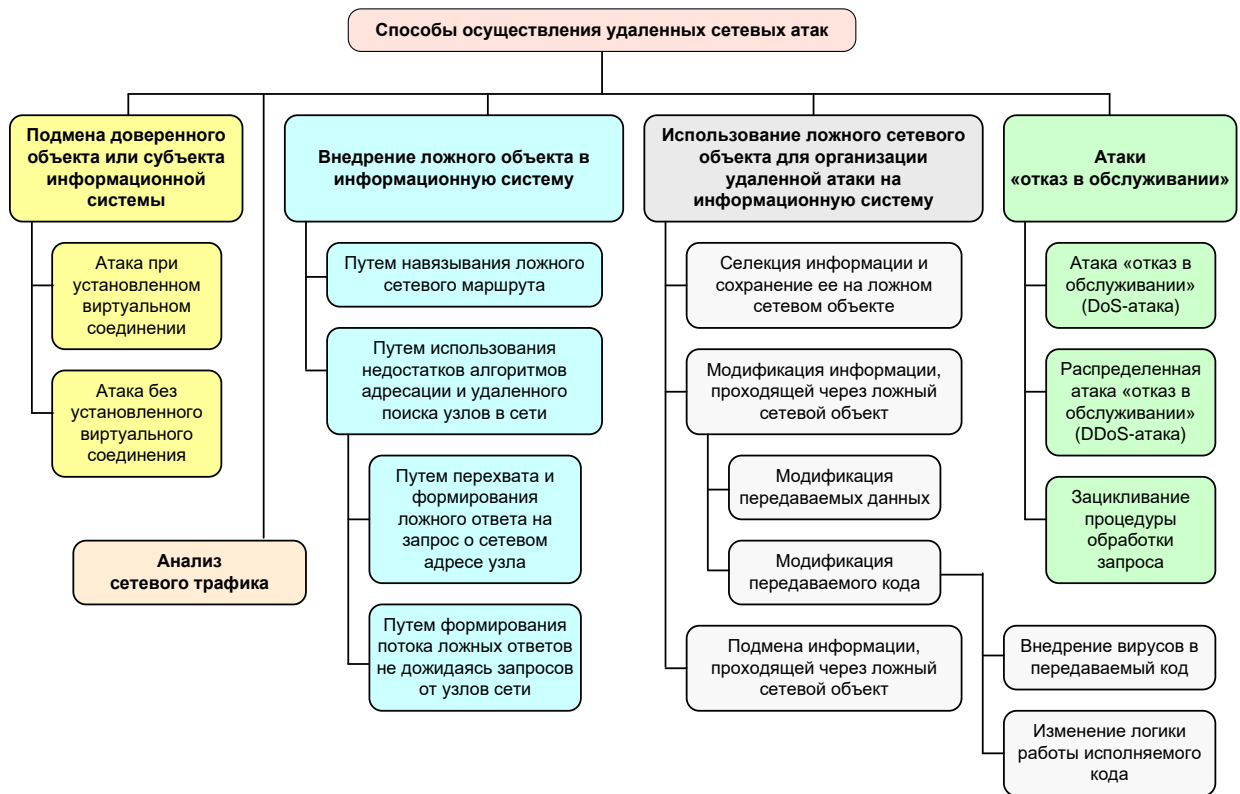 Способы осуществления удаленных сетевых атак
Подмена доверенного
объекта или субъекта
информационной
системы
Атака при
установленном
виртуальном
соединении
Атака без
установленного
виртуального
соединения
Анализ
сетевого трафика
Внедрение ложного объекта в
информационную систему
Путем навязывания ложного
сетевого маршрута
Путем использования
недостатков алгоритмов
адресации и удаленного
поиска узлов в сети
Путем перехвата и
формирования
ложного ответа на
запрос о сетевом
адресе узла
Путем формирования
потока ложных ответов
не дожидаясь запросов
от узлов сети
Использование ложного сетевого
объекта для организации
удаленной атаки на
информационную систему
Селекция информации и
сохранение ее на ложном
сетевом объекте
Модификация информации,
проходящей через ложный
сетевой объект
Модификация
передаваемых данных
Модификация
передаваемого кода
Внедрение вирусов в
передаваемый код
Изменение логики
работы исполняемого
кода
Подмена информации,
проходящей через ложный
сетевой объект
Атаки
«отказ в обслуживании»
Атака «отказ в
обслуживании»
(DoS-атака)
Распределенная
атака «отказ в
обслуживании»
(DDoS-атака)
Зацикливание
процедуры
обработки
запроса